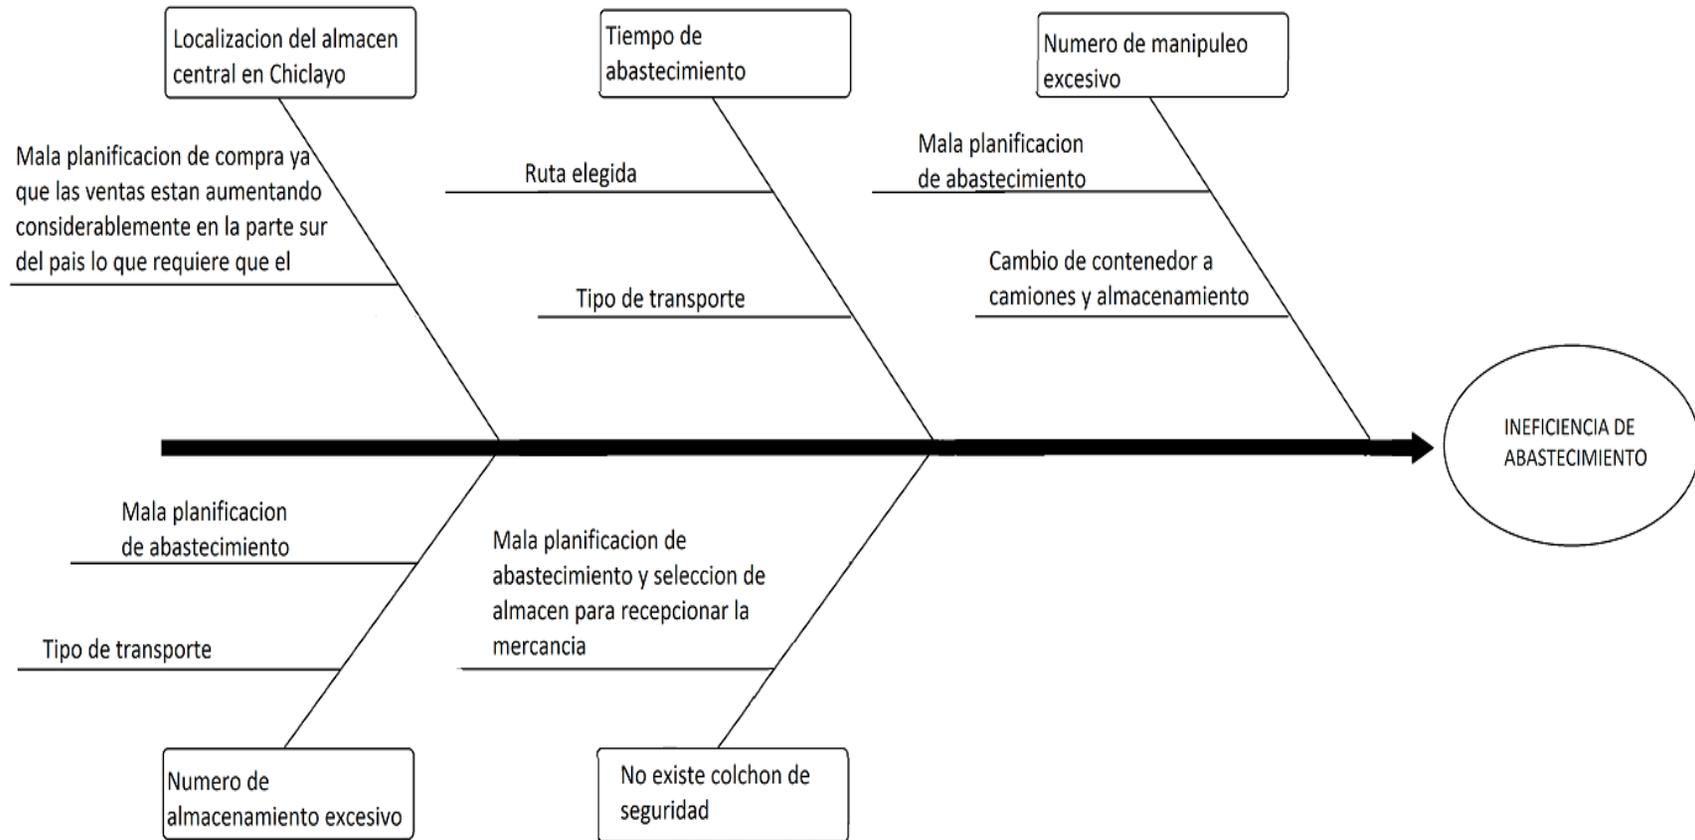 Localizacion del almacen
central en Chiclayo
Tiempo de
abastecimiento
Numero de manipuleo
excesivo
Mala planificacion de compra ya
que las ventas estan aumentando
considerablemente en la parte sur
del pais lo que requiere que el
Ruta elegida
Tipo de transporte
Mala planificacion
de abastecimiento
Cambio de contenedor a
camiones y almacenamiento
INEFICIENCIA DE
ABASTECIMIENTO
Mala planificacion
de abastecimiento
Tipo de transporte
Mala planificacion de
abastecimiento y seleccion de
almacen para recepcionar la
mercancia
Numero de
almacenamiento excesivo
No existe colchon de
seguridad